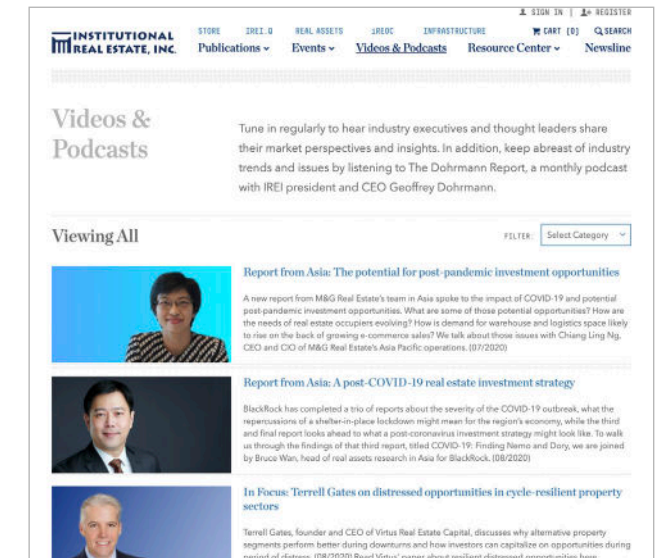 SIGN IN | REGISTER
INSTITUTIONAL
REAL ESTATE, INC.
STORE IREI.Q REAL ASSETS iREOC INFRASTRUCTURE CART [0] SEARCH
Publications Events Videos & Podcasts Resource Center Newsline
Videos &
Podcasts
Tune in regularly to hear industry executives and thought leaders share
their market perspectives and insights. In addition, keep abreast of industry
trends and issues by listening to The Dohrmann Report, a monthly podcast
with IREI president and CEO Geoffrey Dohrmann.
Viewing All
FILTER: Select Category
Report from Asia: The potential for post-pandemic investment opportunities
A new report from M&G Real Estate's team in Asia spoke to the impact of COVID-19 and potential
post-pandemic investment opportunities. What are some of those potential opportunities? How are
the needs of real estate occupiers evolving? How is demand for warehouse and logistics space likely
to rise on the back of growing e-commerce sales? We talk about those issues with Chiang Ling Ng,
CEO and CIO of M&G Real Estate's Asia Pacific operations. (07/2020)
Report from Asia: A post-COVID-19 real estate investment strategy
BlackRock has completed a trio of reports about the severity of the COVID-19 outbreak, what the
repercussions of a shelter-in-place lockdown might mean for the region's economy, while the third
and final report looks ahead to what a post-coronavirus investment strategy might look like. To walk
us through the findings of that third report, titled COVID-19: Finding Nemo and Dory, we are joined
by Bruce Wan, head of real assets research in Asia for BlackRock. (08/2020)
In Focus: Terrell Gates on distressed opportunities in cycle-resilient property
sectors
Terrell Gates, founder and CEO of Virtus Real Estate Capital, discusses why alternative property
segments perform better during downturns and how investors can capitalize on opportunities during
period of distress. (08/2020) Read Virtus' paper about resilient distressed opportunities here.